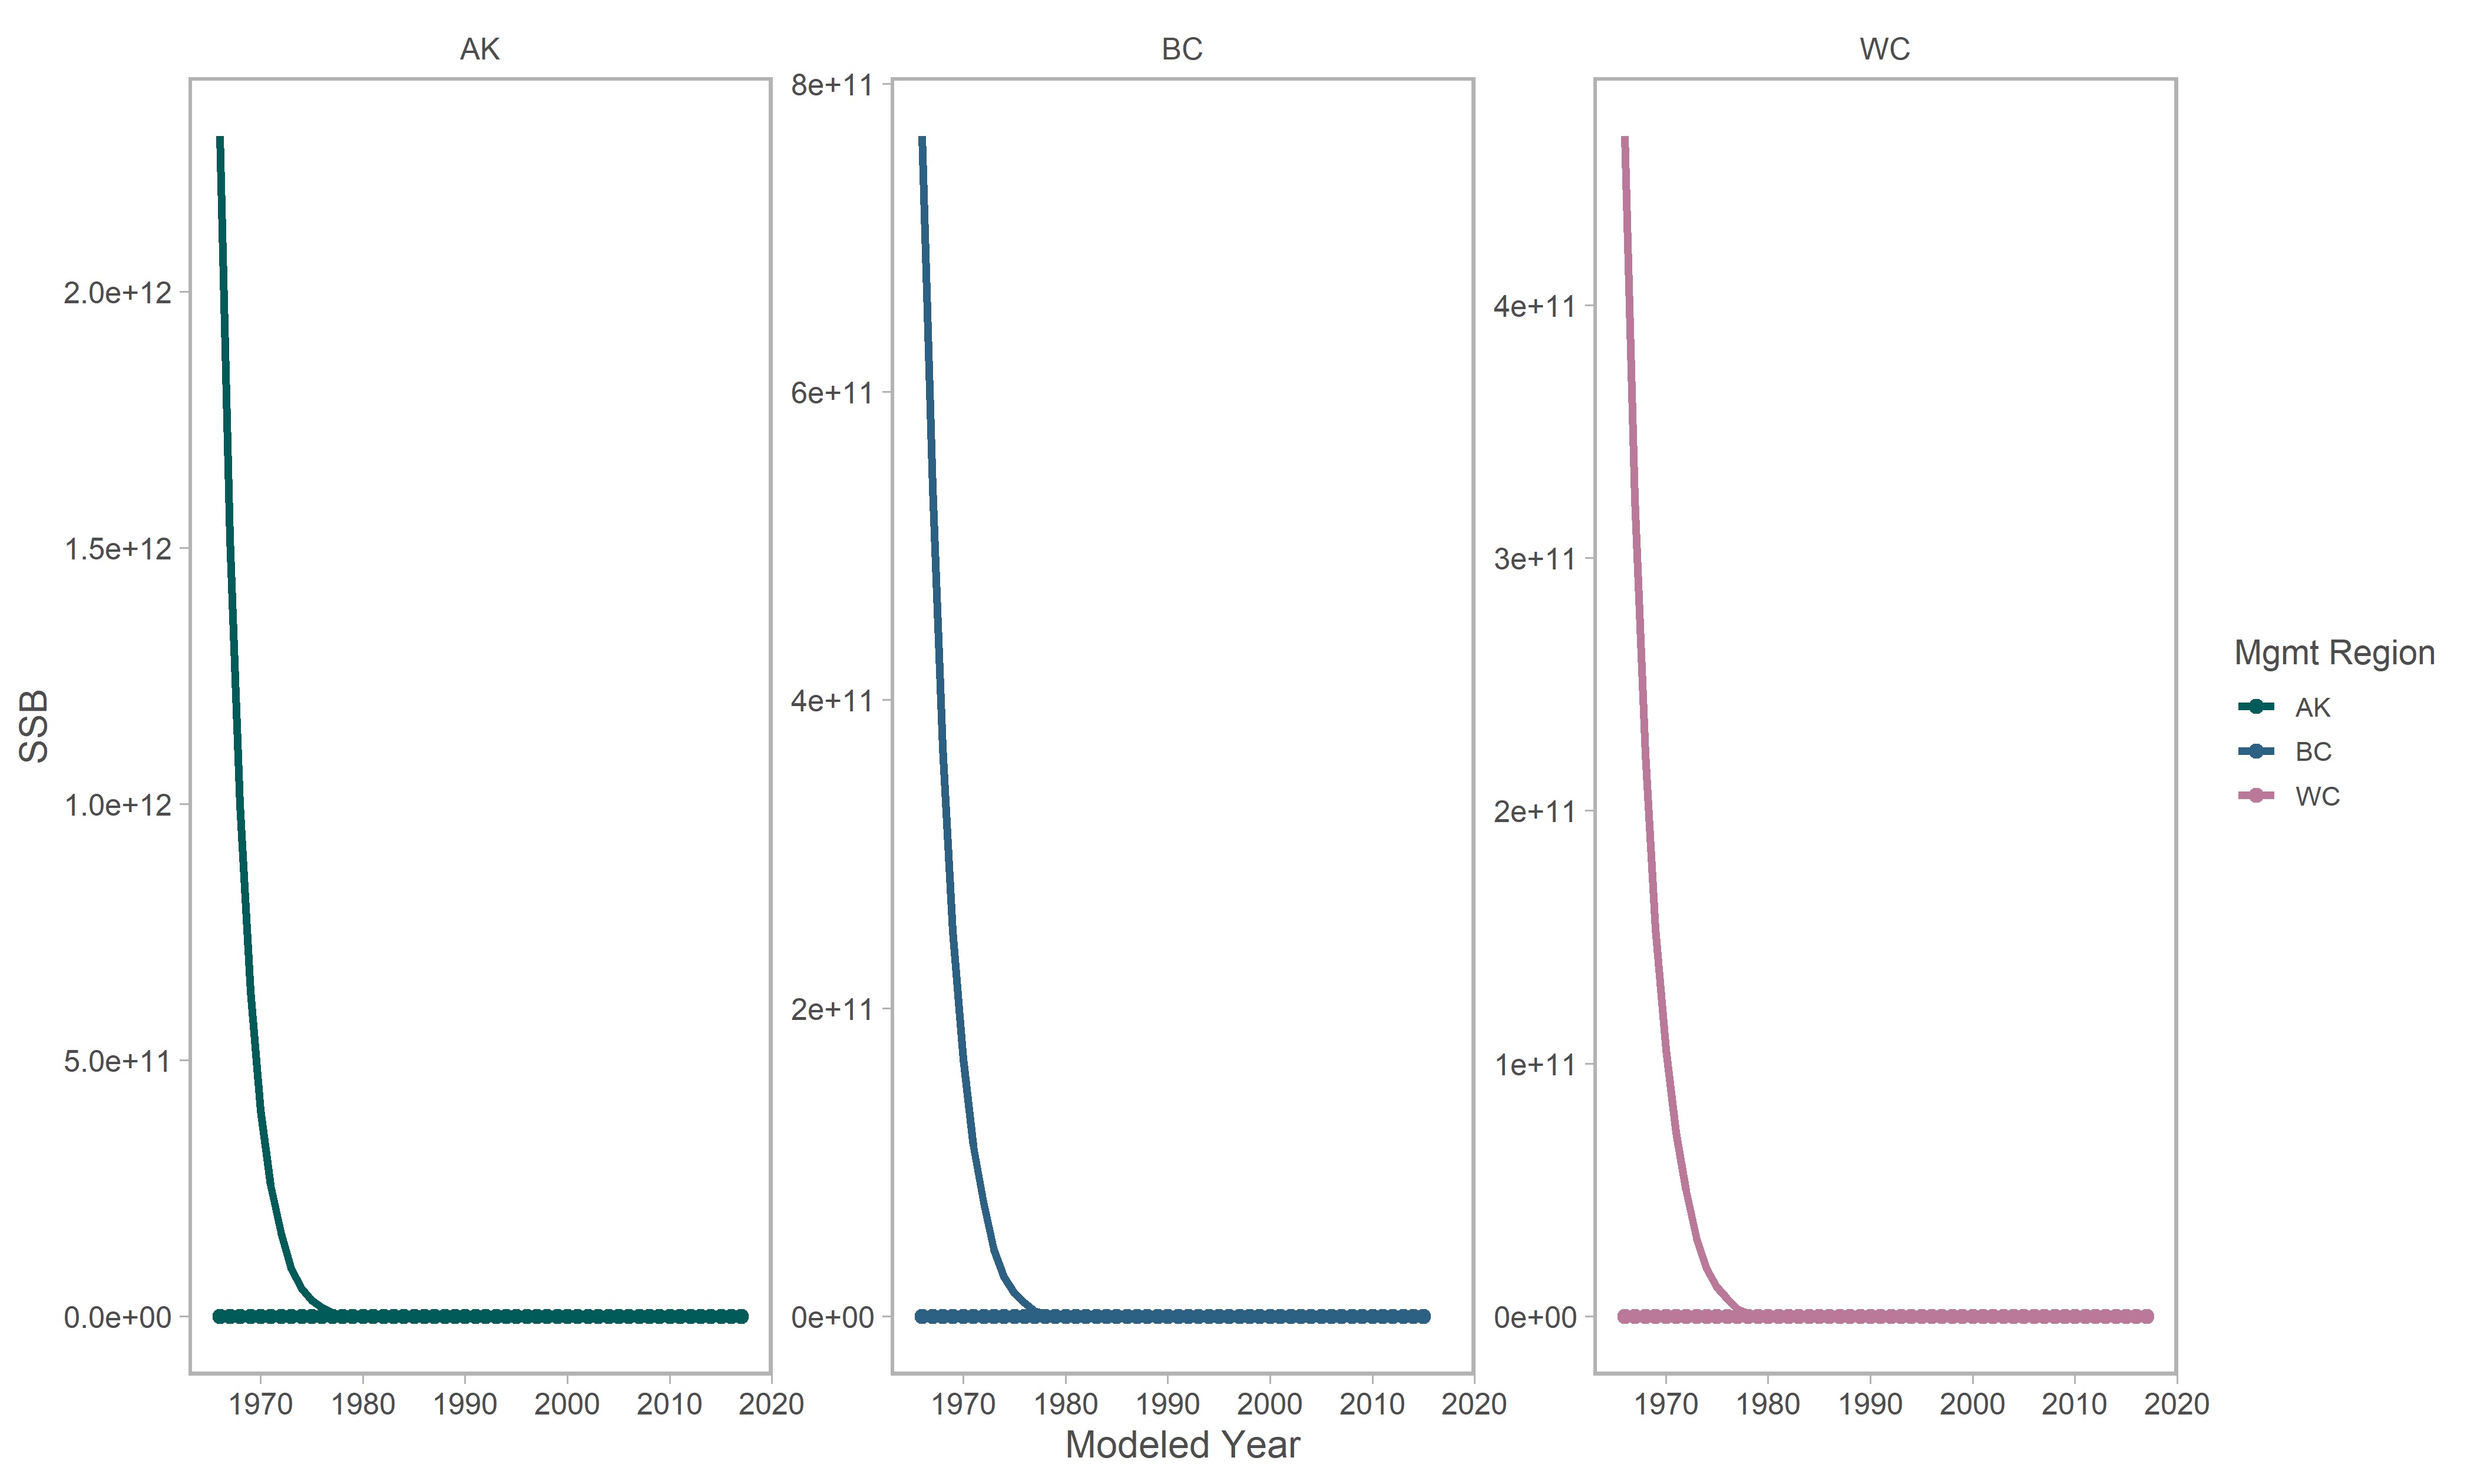 AK
BC
WC
SSB
2.0e+12
1.5e+12
1.0e+12
5.0e+11
0.0e+00
8e+11
6e+11
4e+11
2e+11
0e+00
4e+11
3e+11
2e+11
1e+11
0e+00
1970 1980 1990 2000 2010 2020
1970 1980 1990 2000 2010 2020
1970 1980 1990 2000 2010 2020
Modeled Year
Mgmt Region
AK
BC
WC